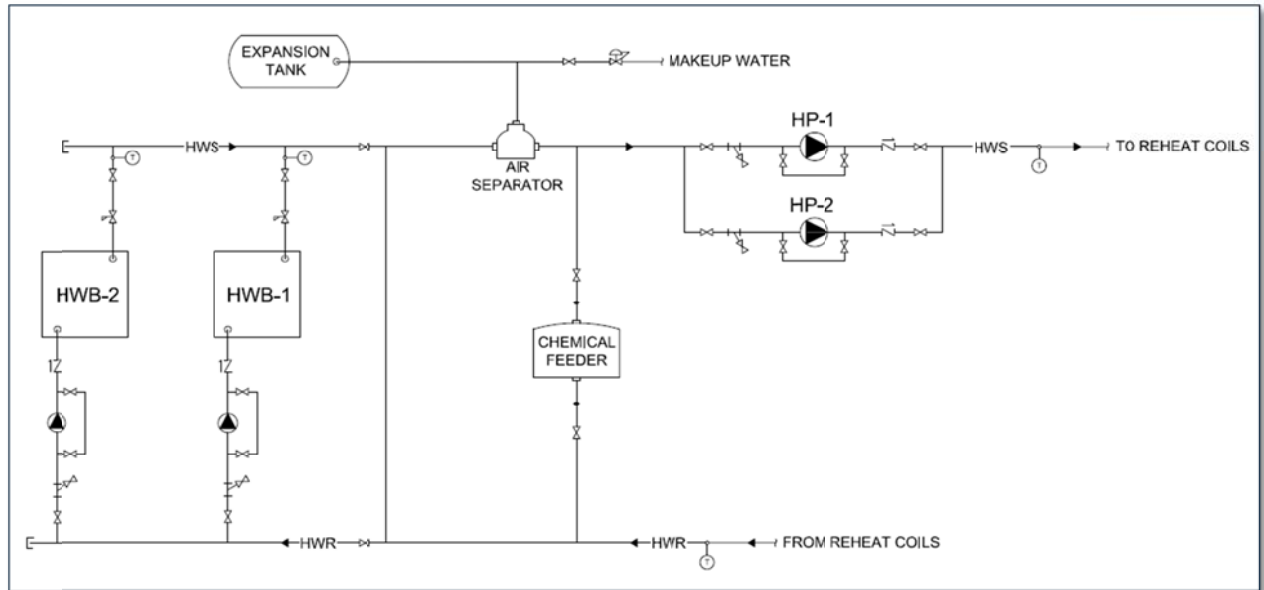 EXPANSION
TANK
MAKEUP WATER
HP-1
HWS
T
T
AIR
SEPARATOR
HWS
T
TO REHEAT COILS
HP-2
HWB-2
HWB-1
CHEMICAL
FEEDER
HWR
HWR
T
FROM REHEAT COILS